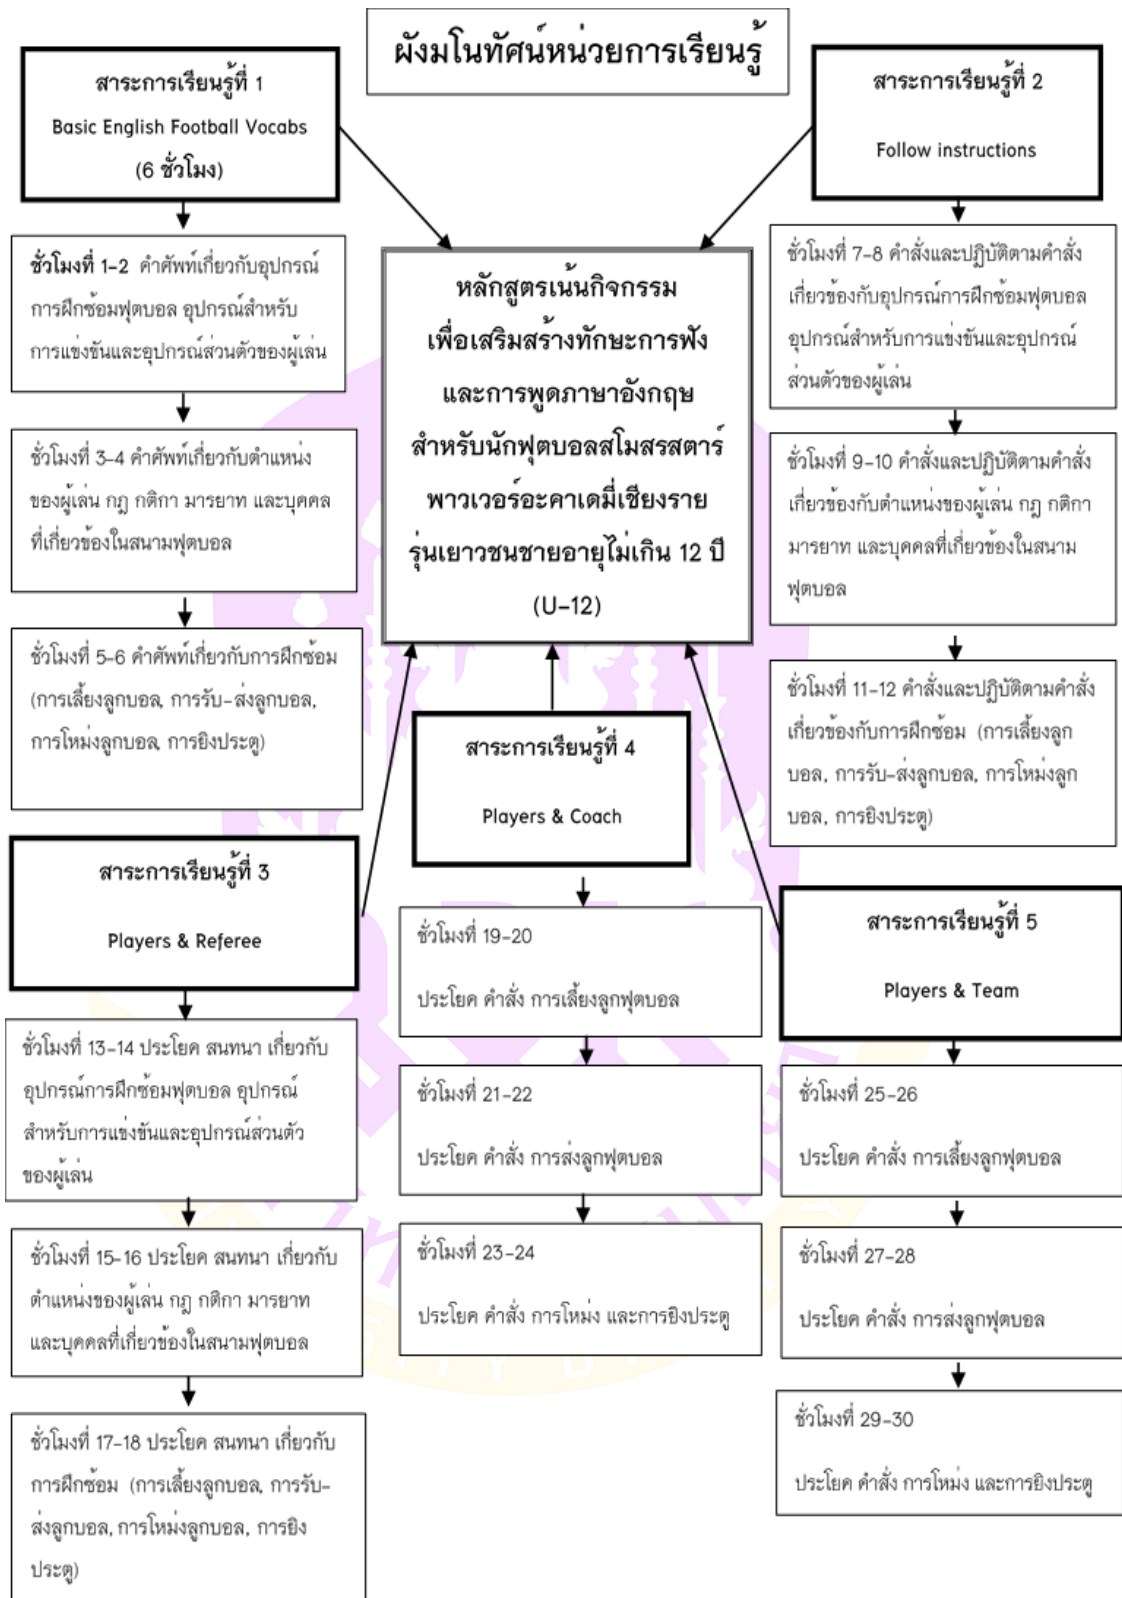 ผังมโนทัศน์หน่วยการเรียนรู้
สาระการเรียนรู้ที่ 1
Basic English Football Vocabs
(6 ชั่วโมง)
ชั่วโมงที่ 1-2 คำศัพท์เกี่ยวกับอุปกรณ์
การฝึกซ้อมฟุตบอล อุปกรณ์สำหรับ
การแข่งขันและอุปกรณ์ส่วนตัวของผู้เล่น
ชั่วโมงที่ 3-4 คำศัพท์เกี่ยวกับตำแหน่ง
ของผู้เล่น กฎ กติกา มารยาท และบุคคล
ที่เกี่ยวข้องในสนามฟุตบอล
ชั่วโมงที่ 5-6 คำศัพท์เกี่ยวกับการฝึกซ้อม
(การเลี้ยงลูกบอล, การรับ-ส่งลูกบอล,
การโหม่งลูกบอล, การยิงประตู)
สาระการเรียนรู้ที่ 2
Follow instructions
ชั่วโมงที่ 7-8 คำสั่งและปฏิบัติตามคำสั่ง
เกี่ยวข้องกับอุปกรณ์การฝึกซ้อมฟุตบอล
อุปกรณ์สำหรับการแข่งขันและอุปกรณ์
ส่วนตัวของผู้เล่น
ชั่วโมงที่ 9-10 คำสั่งและปฏิบัติตามคำสั่ง
เกี่ยวข้องกับตำแหน่งของผู้เล่น กฎ กติกา
มารยาท และบุคคลที่เกี่ยวข้องในสนาม
ฟุตบอล
ชั่วโมงที่ 11-12 คำสั่งและปฏิบัติตามคำสั่ง
เกี่ยวข้องกับการฝึกซ้อม (การเลี้ยงลูก
บอล, การรับ-ส่งลูกบอล, การโหม่งลูก
บอล, การยิงประตู)
หลักสูตรเน้นกิจกรรม
เพื่อเสริมสร้างทักษะการฟัง
และการพูดภาษาอังกฤษ
สำหรับนักฟุตบอลสโมสรสตาร์
พาวเวอร์อะคาเดมี่เชียงราย
รุ่นเยาวชนชายอายุไม่เกิน 12 ปี
(U-12)
สาระการเรียนรู้ที่ 3
Players & Referee
ชั่วโมงที่ 13-14 ประโยค สนทนา เกี่ยวกับ
อุปกรณ์การฝึกซ้อมฟุตบอล อุปกรณ์
สำหรับการแข่งขันและอุปกรณ์ส่วนตัว
ของผู้เล่น
ชั่วโมงที่ 15-16 ประโยค สนทนา เกี่ยวกับ
ตำแหน่งของผู้เล่น กฎ กติกา มารยาท
และบุคคลที่เกี่ยวข้องในสนามฟุตบอล
ชั่วโมงที่ 17-18 ประโยค สนทนา เกี่ยวกับ
การฝึกซ้อม (การเลี้ยงลูกบอล, การรับ-
ส่งลูกบอล, การโหม่งลูกบอล, การยิง
ประตู)
สาระการเรียนรู้ที่ 4
Players & Coach
ชั่วโมงที่ 19-20
ประโยค คำสั่ง การเลี้ยงลูกฟุตบอล
ชั่วโมงที่ 21-22
ประโยค คำสั่ง การส่งลูกฟุตบอล
ชั่วโมงที่ 23-24
ประโยค คำสั่ง การโหม่ง และการยิงประตู
สาระการเรียนรู้ที่ 5
Players & Team
ชั่วโมงที่ 25-26
ประโยค คำสั่ง การเลี้ยงลูกฟุตบอล
ชั่วโมงที่ 27-28
ประโยค คำสั่ง การส่งลูกฟุตบอล
ชั่วโมงที่ 29-30
ประโยค คำสั่ง การโหม่ง และการยิงประตู